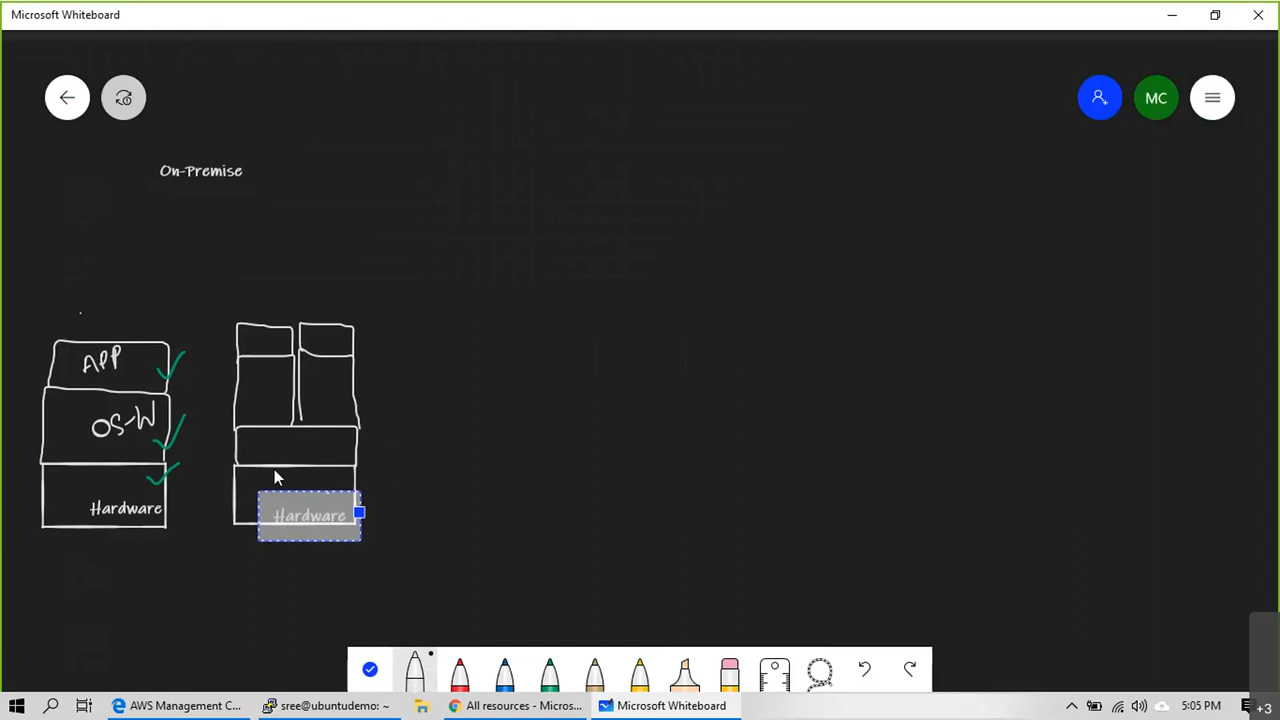 Microsoft Whiteboard
MC
On-Premise
APP
OS-W
Hardware
Hardware
AWS Management C...
sree@ubuntudemo: ~
All resources - Micros...
Microsoft Whiteboard
5:05 PM
+3